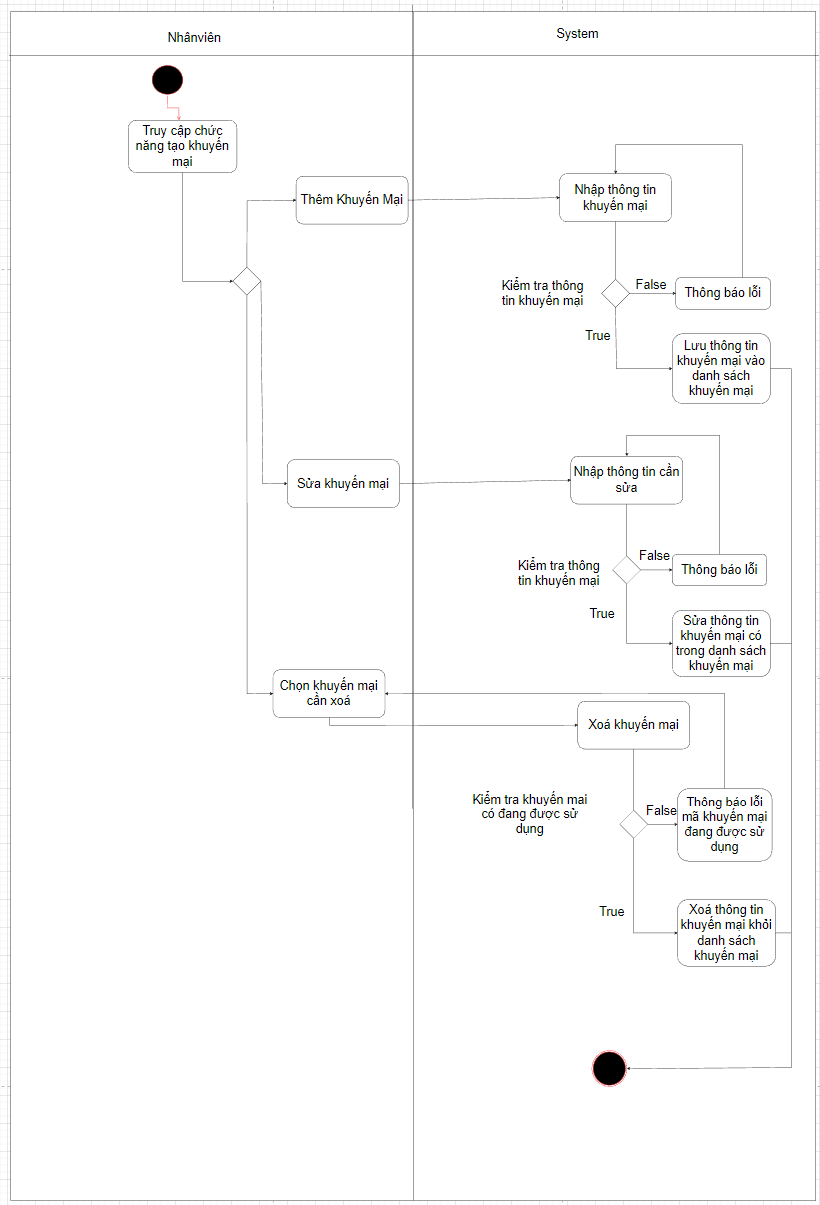 Nhânviên
System
Truy cập chức
năng tạo khuyến
mại
Thêm Khuyến Mại
Nhập thông tin
khuyến mại
Kiểm tra thông
tin khuyến mại
False
Thông báo lỗi
True
Lưu thông tin
khuyến mại vào
danh sách
khuyến mại
Sửa khuyến mại
Nhập thông tin cần
sửa
Kiểm tra thông
tin khuyến mại
False
Thông báo lỗi
True
Sửa thông tin
khuyến mại có
trong danh sách
khuyến mại
Chọn khuyến mại
cần xoá
Xoá khuyến mại
Kiểm tra khuyến mai
có đang được sử
dụng
False
Thông báo lỗi
mã khuyến mại
đang được sử
dụng
True
Xoá thông tin
khuyến mại khỏi
danh sách
khuyến mại